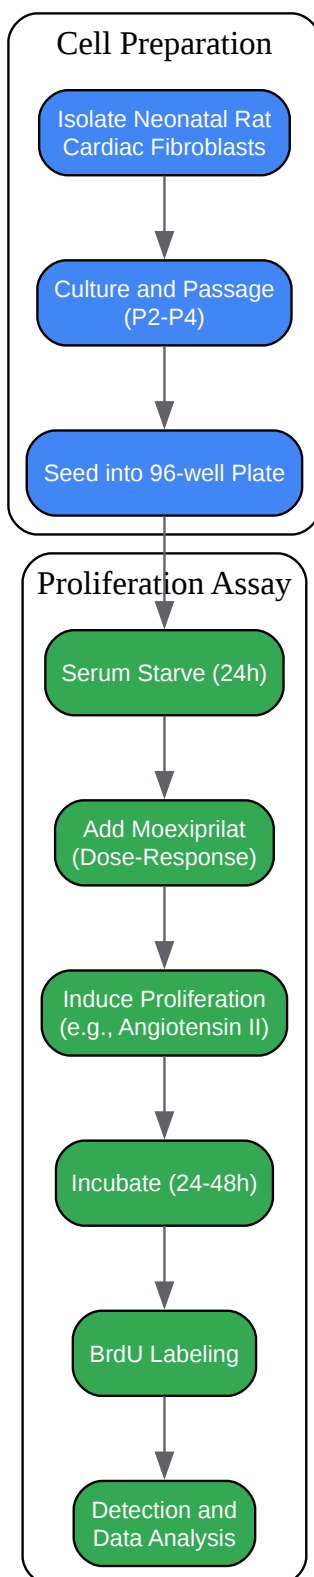 Cell Preparation
Isolate Neonatal Rat
Cardiac Fibroblasts
Culture and Passage
(P2-P4)
Seed into 96-well Plate
Proliferation Assay
Serum Starve (24h)
Add Moexiprilat
(Dose-Response)
Induce Proliferation
(e.g., Angiotensin II)
Incubate (24-48h)
BrdU Labeling
Detection and
Data Analysis